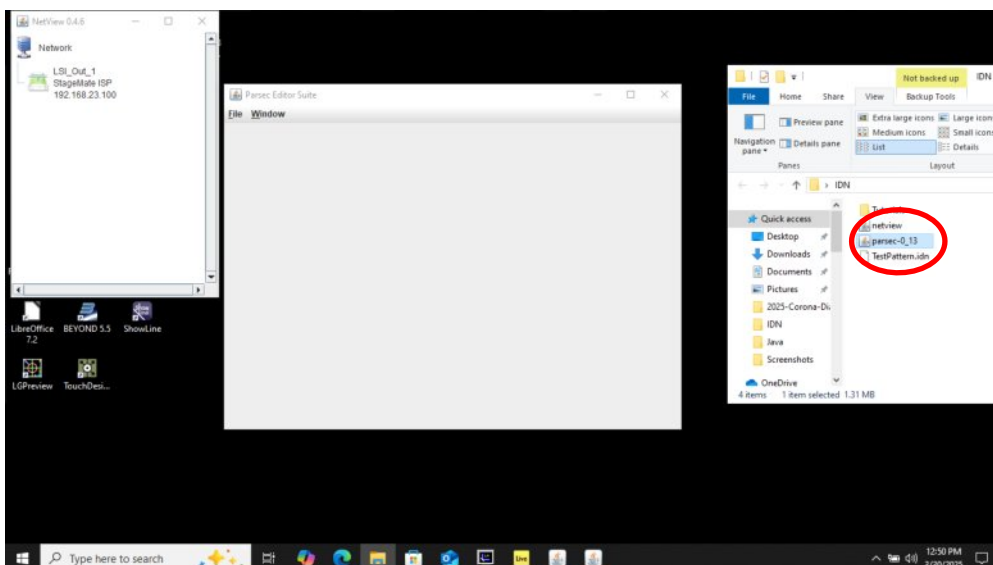 NetView 0.4.6
Network
LSI_Out_1
StageMate ISP
192.168.23.100
LibreOffice
7.2
BEYOND 5.5
ShowLine
LGPreview
TouchDesi...
Parsec Editor Suite
File Window
Not backed up IDN
File Home Share View Backup Tools
Navigation
pane
Preview pane
Details pane
Panes
Extra large icons Large icon
Medium icons Small icons
List Details
Layout
IDN
Quick access
Desktop
Downloads
Documents
Pictures
2025-Corona-Di
IDN
Java
Screenshots
OneDrive
netview
parsec-0_13
TestPattern.idn
4 items 1 item selected 1.31 MB
Type here to search
Live
12:50 PM